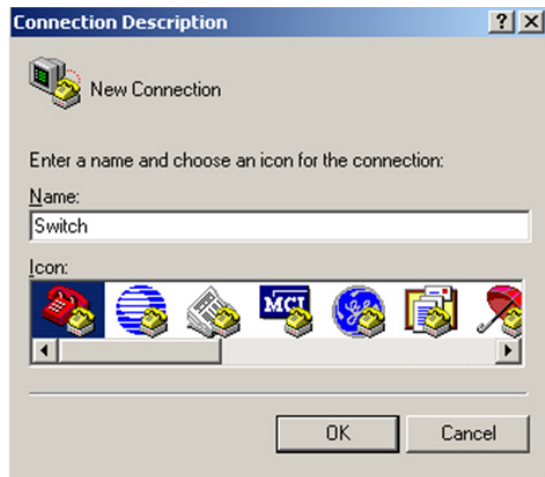 Connection Description
New Connection
Enter a name and choose an icon for the connection:
Name:
Switch
Icon:
MCI
OK Cancel